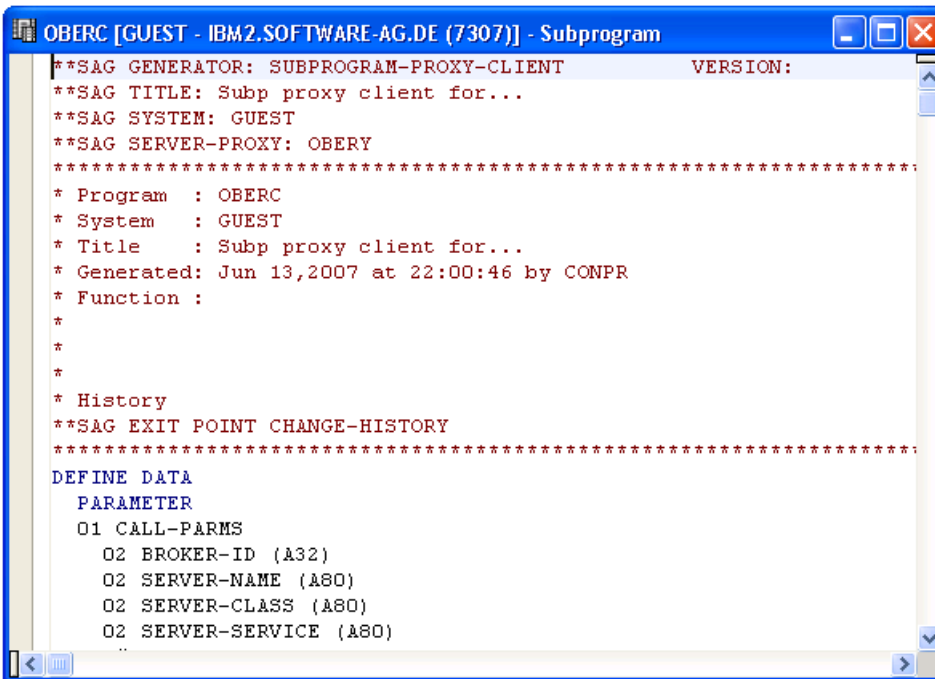 OBERC [GUEST - IBM2.SOFTWARE-AG.DE (7307)] - Subprogram
**SAG GENERATOR: SUBPROGRAM-PROXY-CLIENT VERSION:
**SAG TITLE: Subp proxy client for...
**SAG SYSTEM: GUEST
**SAG SERVER-PROXY: OBERY
************************************************************************
* Program : OBERC
* System : GUEST
* Title : Subp proxy client for...
* Generated: Jun 13,2007 at 22:00:46 by CONPR
* Function :
*
*
*
* History
**SAG EXIT POINT CHANGE-HISTORY
************************************************************************
DEFINE DATA
PARAMETER
01 CALL-PARMS
02 BROKER-ID (A32)
02 SERVER-NAME (A80)
02 SERVER-CLASS (A80)
02 SERVER-SERVICE (A80)